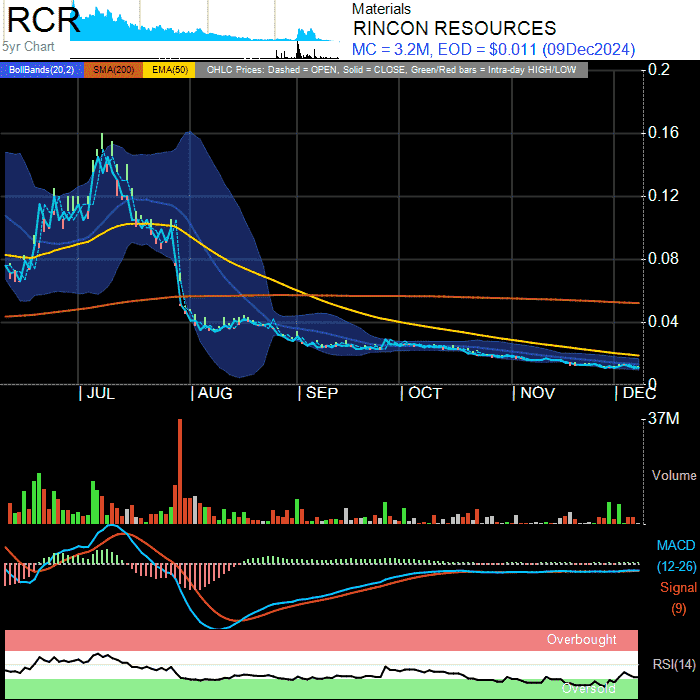 RCR
5yr Chart
Materials
RINCON RESOURCES
MC = 3.2M, EOD = $0.011 (09Dec2024)
BollBands(20,2) SMA(200) EMA(50) OHLC Prices: Dashed = OPEN, Solid = CLOSE, Green/Red bars = Intra-day HIGH/LOW
0.2
0.16
0.12
0.08
0.04
0
JUL AUG SEP OCT NOV DEC
37M
Volume
MACD
(12-26)
Signal
(9)
Overbought
RSI(14)
Oversold